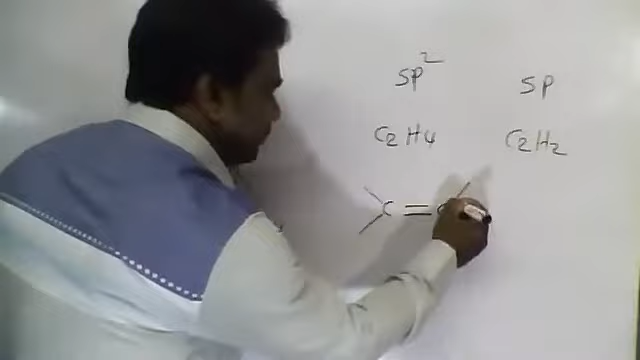 sp² sp
C₂H₄ C₂H₂
C = C